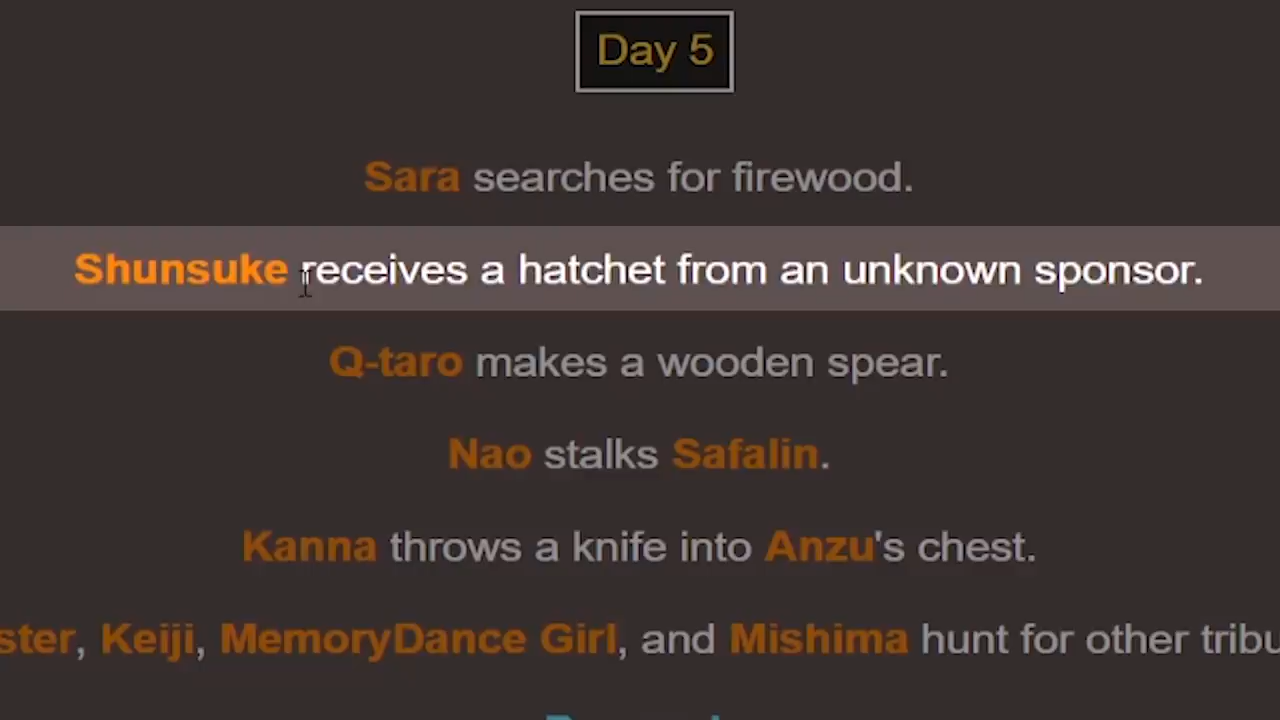 Day 5
Sara searches for firewood.
Shunsuke receives a hatchet from an unknown sponsor.
Q-taro makes a wooden spear.
Nao stalks Safalin.
Kanna throws a knife into Anzu's chest.
ster, Keiji, MemoryDance Girl, and Mishima hunt for other tribu